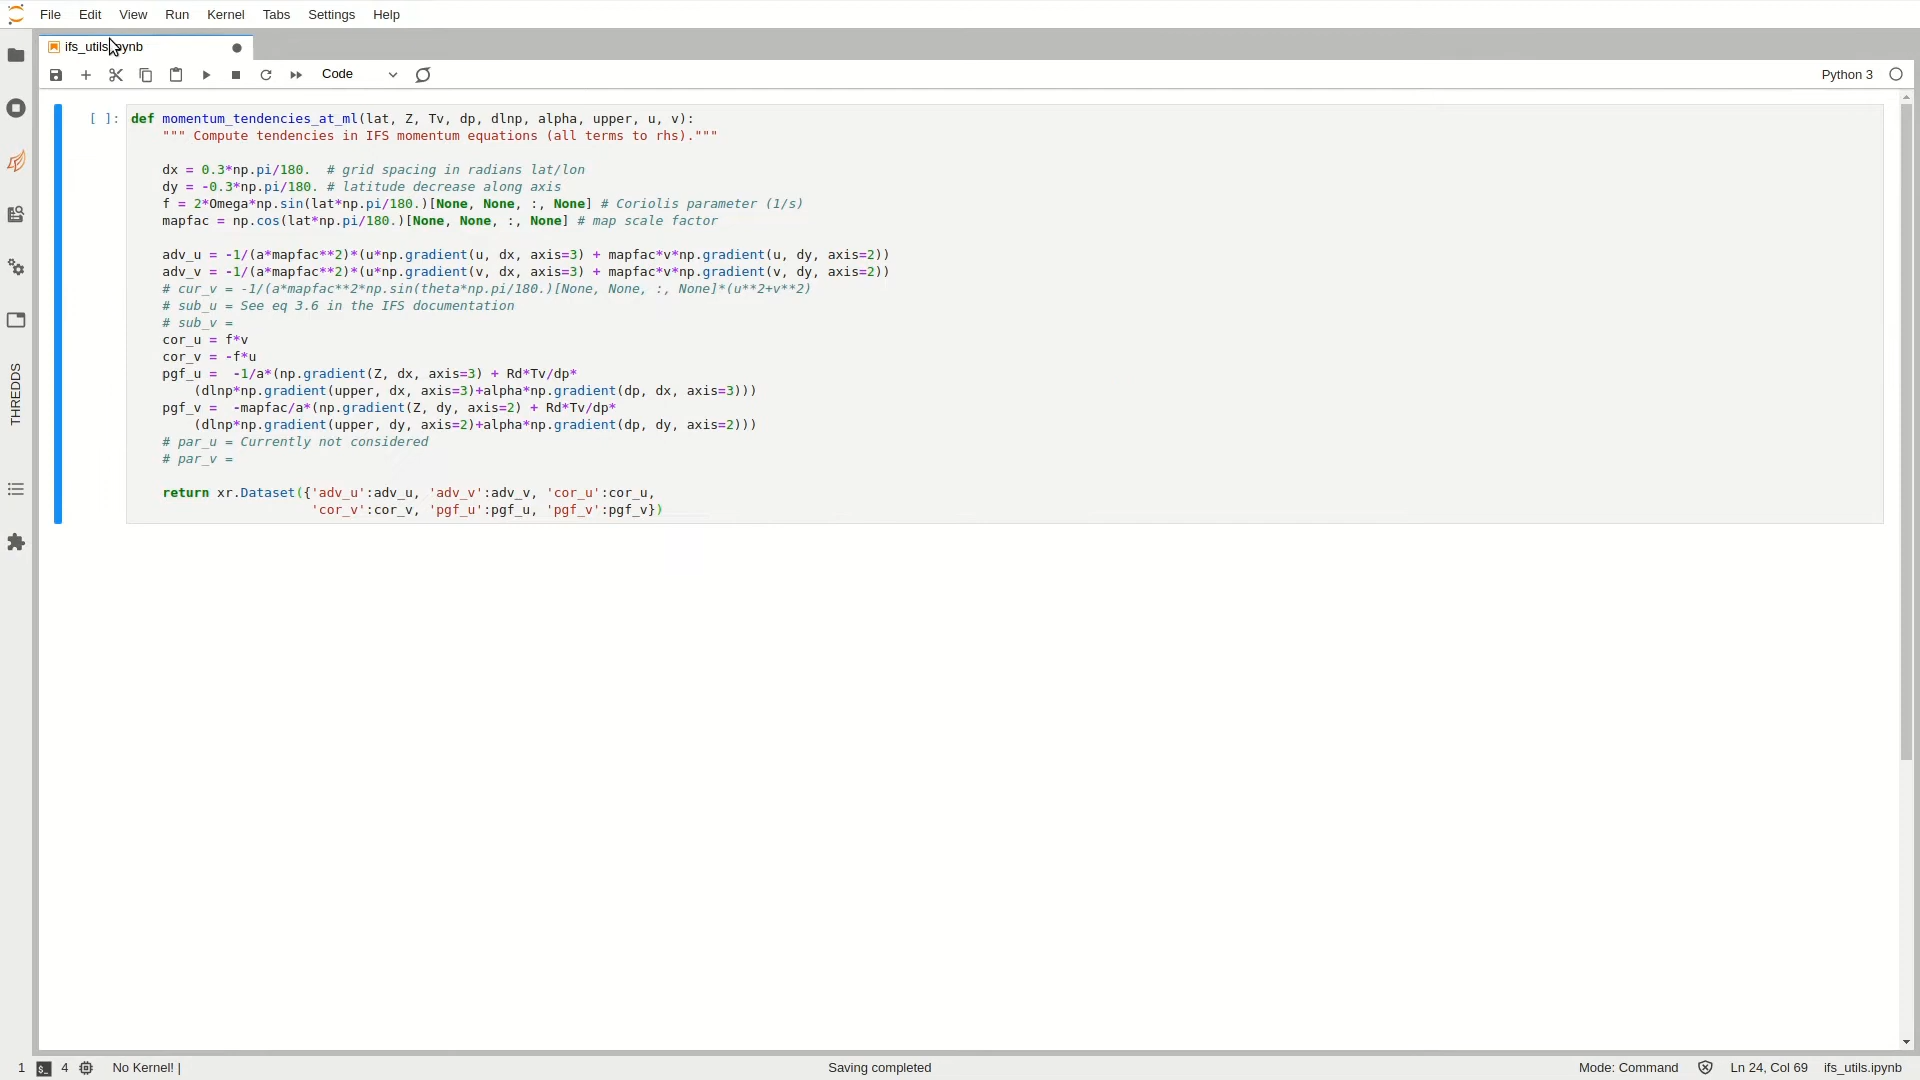 File Edit View Run Kernel Tabs Settings Help
ifs_utils.ipynb
Code
Python 3
THREDDS
[ ]: def momentum_tendencies_at_ml(lat, Z, Tv, dp, dlnp, alpha, upper, u, v):
""" Compute tendencies in IFS momentum equations (all terms to rhs)."""
dx = 0.3*np.pi/180.  # grid spacing in radians lat/lon
dy = -0.3*np.pi/180. # latitude decrease along axis
f = 2*Omega*np.sin(lat*np.pi/180.)[None, None, :, None] # Coriolis parameter (1/s)
mapfac = np.cos(lat*np.pi/180.)[None, None, :, None] # map scale factor
adv_u = -1/(a*mapfac**2)*(u*np.gradient(u, dx, axis=3) + mapfac*v*np.gradient(u, dy, axis=2))
adv_v = -1/(a*mapfac**2)*(u*np.gradient(v, dx, axis=3) + mapfac*v*np.gradient(v, dy, axis=2))
# cur_v = -1/(a*mapfac**2*np.sin(theta*np.pi/180.)[None, None, :, None]*(u**2+v**2)
# sub_u = See eq 3.6 in the IFS documentation
# sub_v =
cor_u = f*v
cor_v = -f*u
pgf_u =  -1/a*(np.gradient(Z, dx, axis=3) + Rd*Tv/dp*
(dlnp*np.gradient(upper, dx, axis=3)+alpha*np.gradient(dp, dx, axis=3)))
pgf_v =  -mapfac/a*(np.gradient(Z, dy, axis=2) + Rd*Tv/dp*
(dlnp*np.gradient(upper, dy, axis=2)+alpha*np.gradient(dp, dy, axis=2)))
# par_u = Currently not considered
# par_v =
return xr.Dataset({'adv_u':adv_u, 'adv_v':adv_v, 'cor_u':cor_u,
'cor_v':cor_v, 'pgf_u':pgf_u, 'pgf_v':pgf_v})
1 $_ 4 No Kernel! | Saving completed Mode: Command Ln 24, Col 69 ifs_utils.ipynb